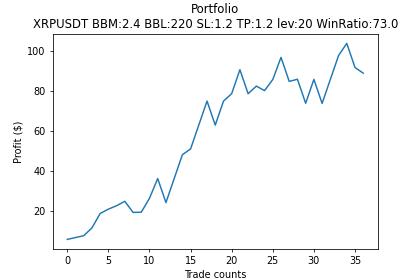 Portfolio
XRPUSDT BBM:2.4 BBL:220 SL:1.2 TP:1.2 lev:20 WinRatio:73.0
100
80
60
40
20
Profit ($)
0 5 10 15 20 25 30 35
Trade counts